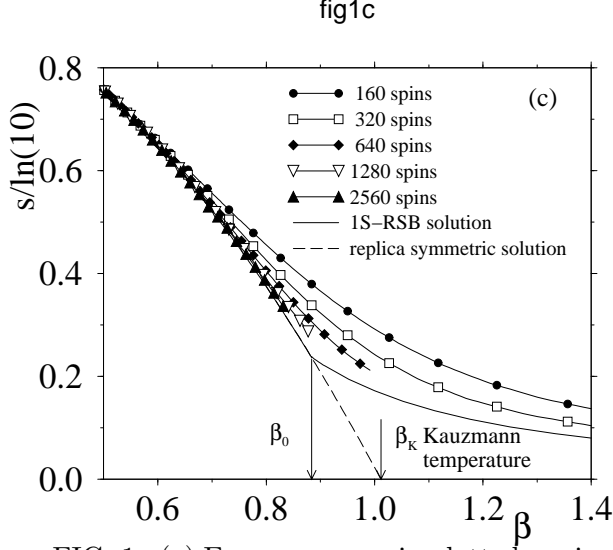 fig1c
0.8
0.6
0.4
0.2
0.0
s/ln(10)
(c)
160 spins
320 spins
640 spins
1280 spins
2560 spins
1S−RSB solution
replica symmetric solution
β0
βK Kauzmann
temperature
0.6 0.8 1.0 1.2 1.4
β